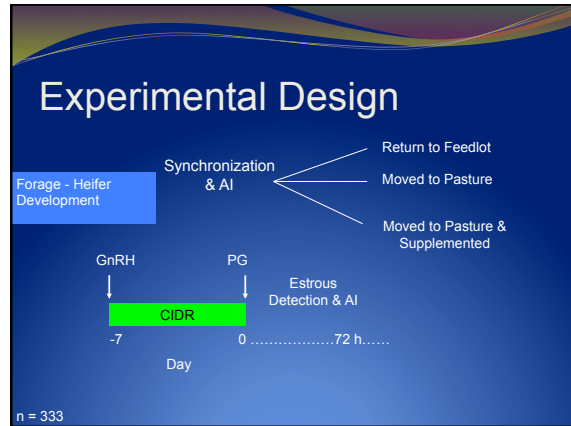 Experimental Design
Forage - Heifer
Development
Synchronization
& AI
Return to Feedlot
Moved to Pasture
Moved to Pasture &
Supplemented
GnRH
PG
Estrous
Detection & AI
CIDR
-7
0 ..................72 h......
Day
n = 333